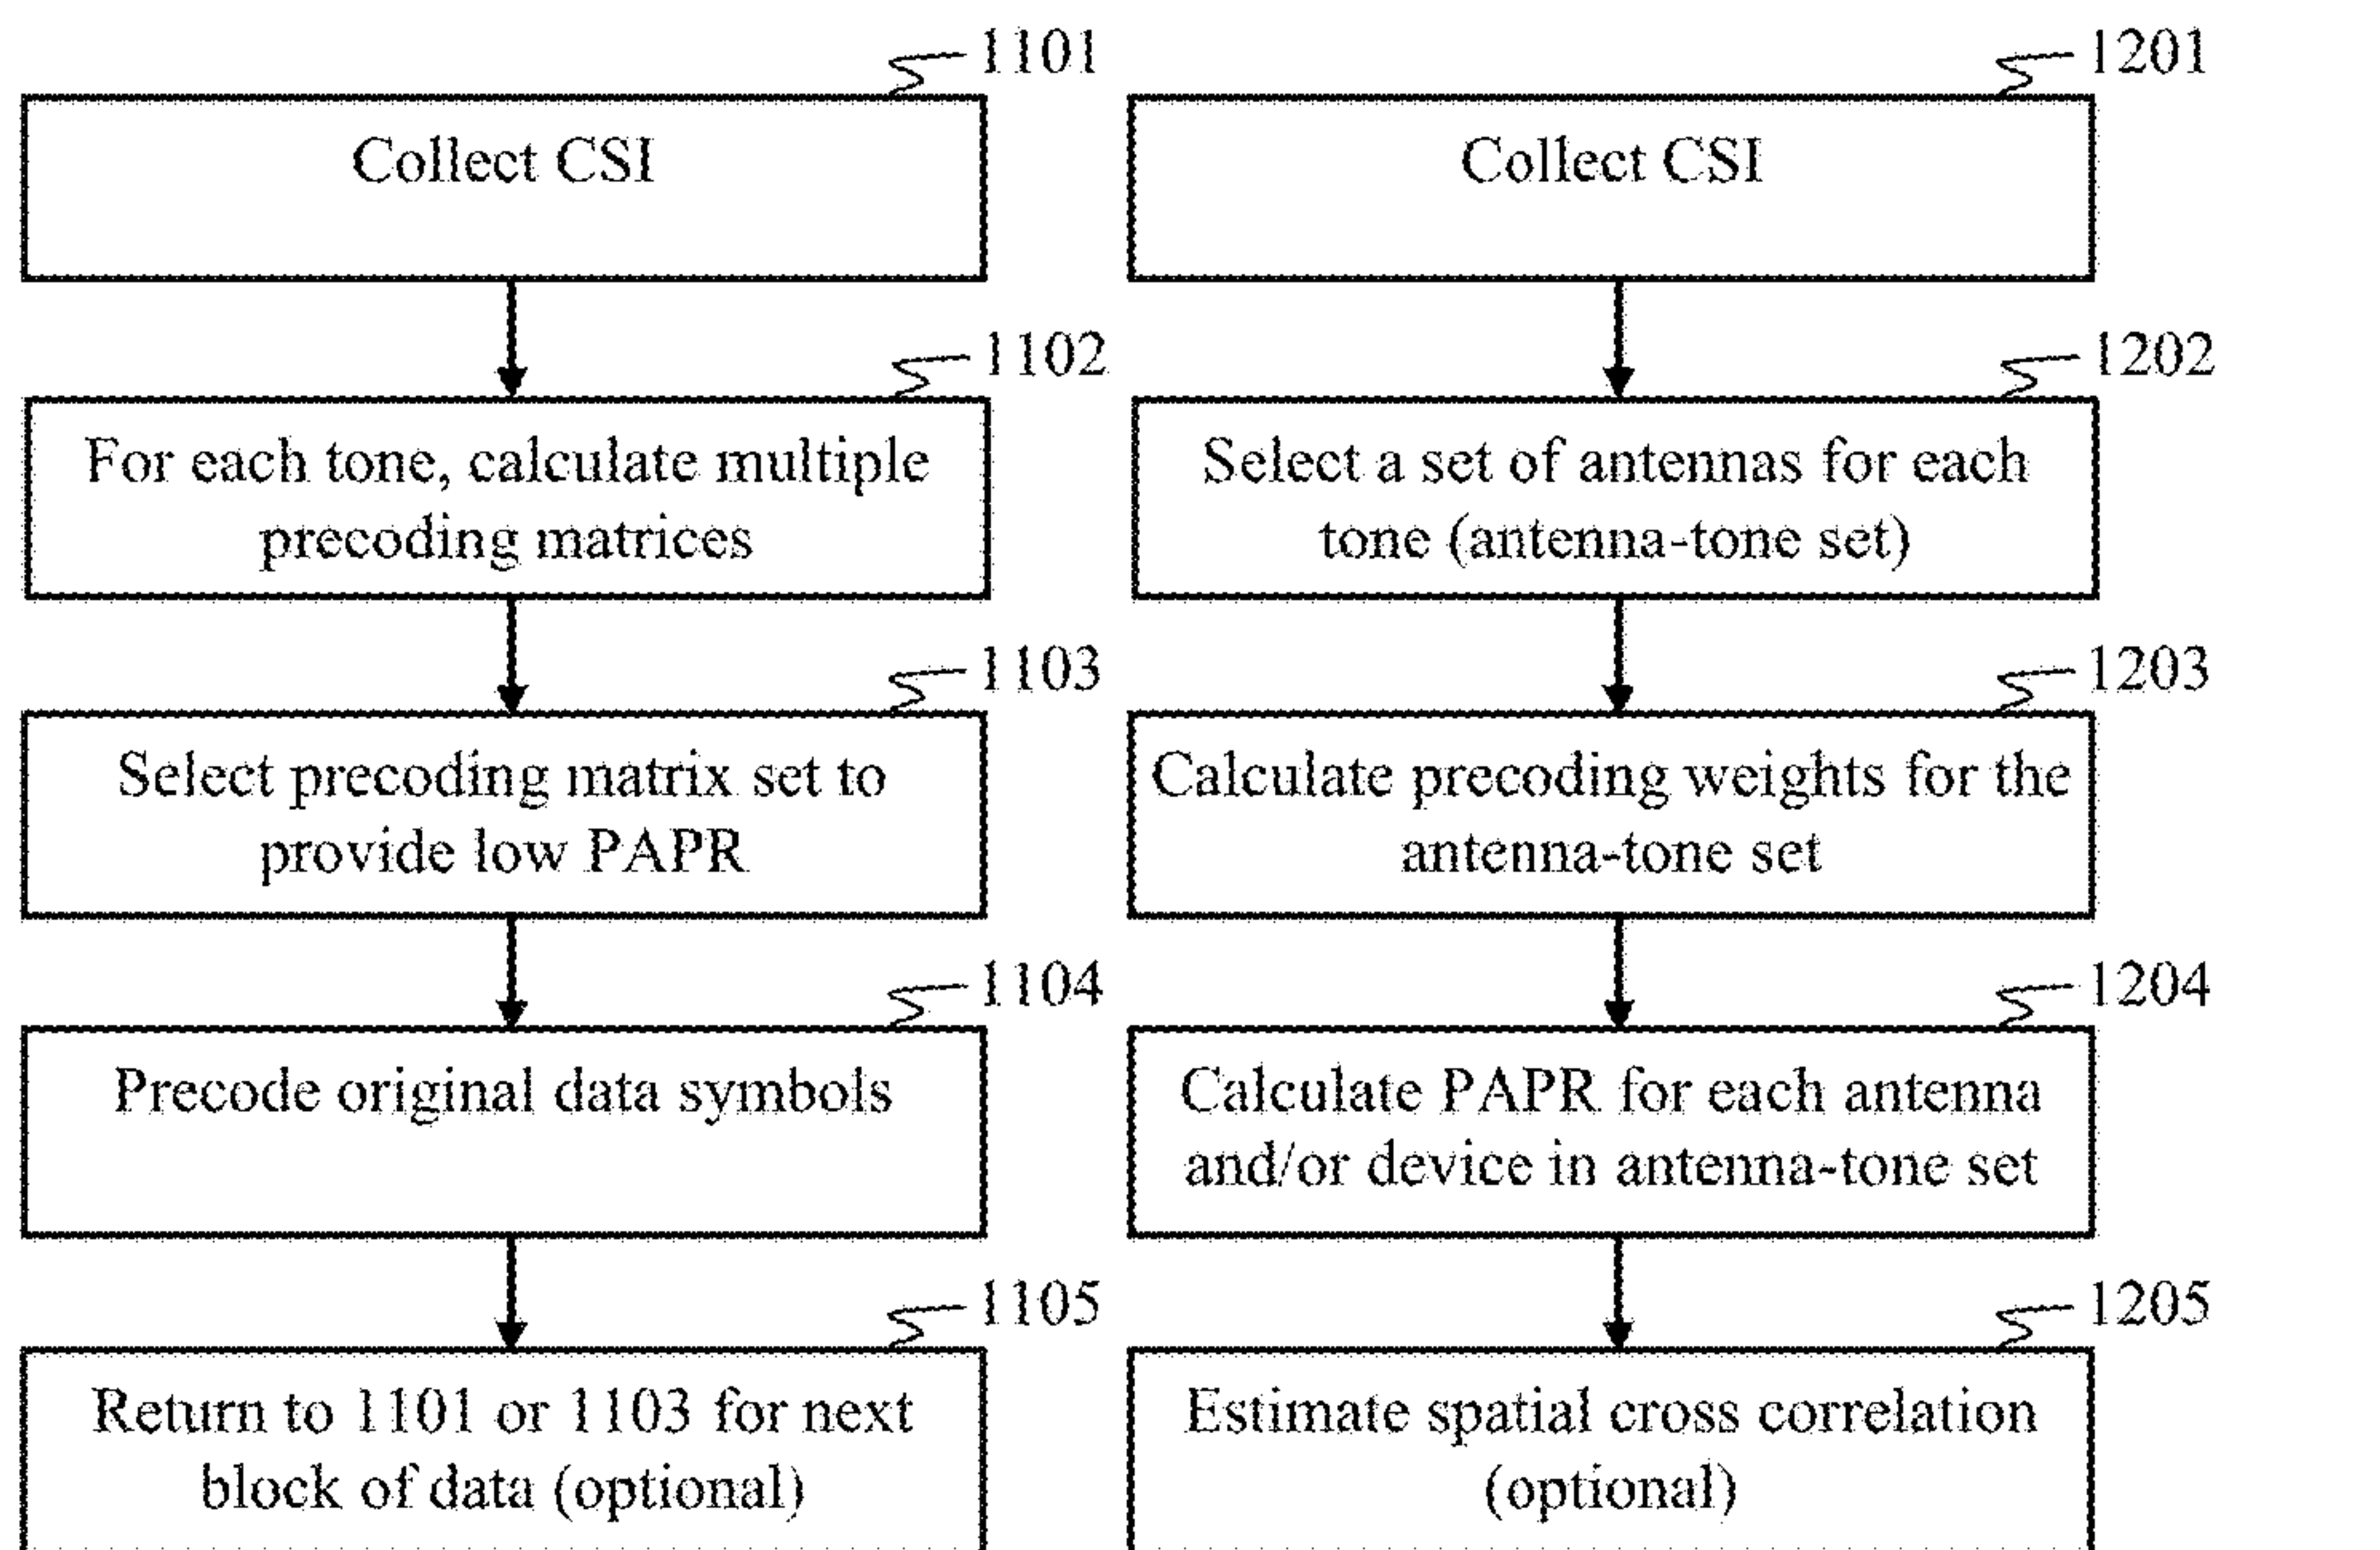 1101
Collect CSI
1102
For each tone, calculate multiple
precoding matrices
1103
Select precoding matrix set to
provide low PAPR
1104
Precode original data symbols
1105
Return to 1101 or 1103 for next
block of data (optional)
1201
Collect CSI
1202
Select a set of antennas for each
tone (antenna-tone set)
1203
Calculate precoding weights for the
antenna-tone set
1204
Calculate PAPR for each antenna
and/or device in antenna-tone set
1205
Estimate spatial cross correlation
(optional)